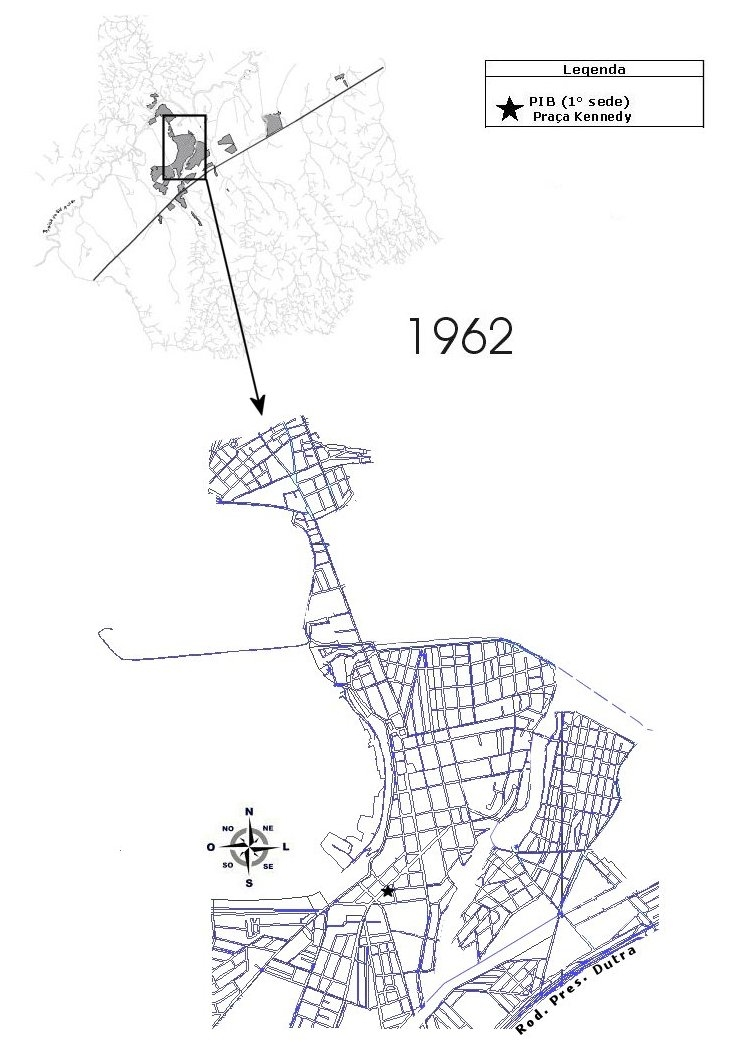 Legenda
PIB (1° sede)
Praça Kennedy
1962
N
NO NE
O L
SO SE
S
Rod. Pres. Dutra